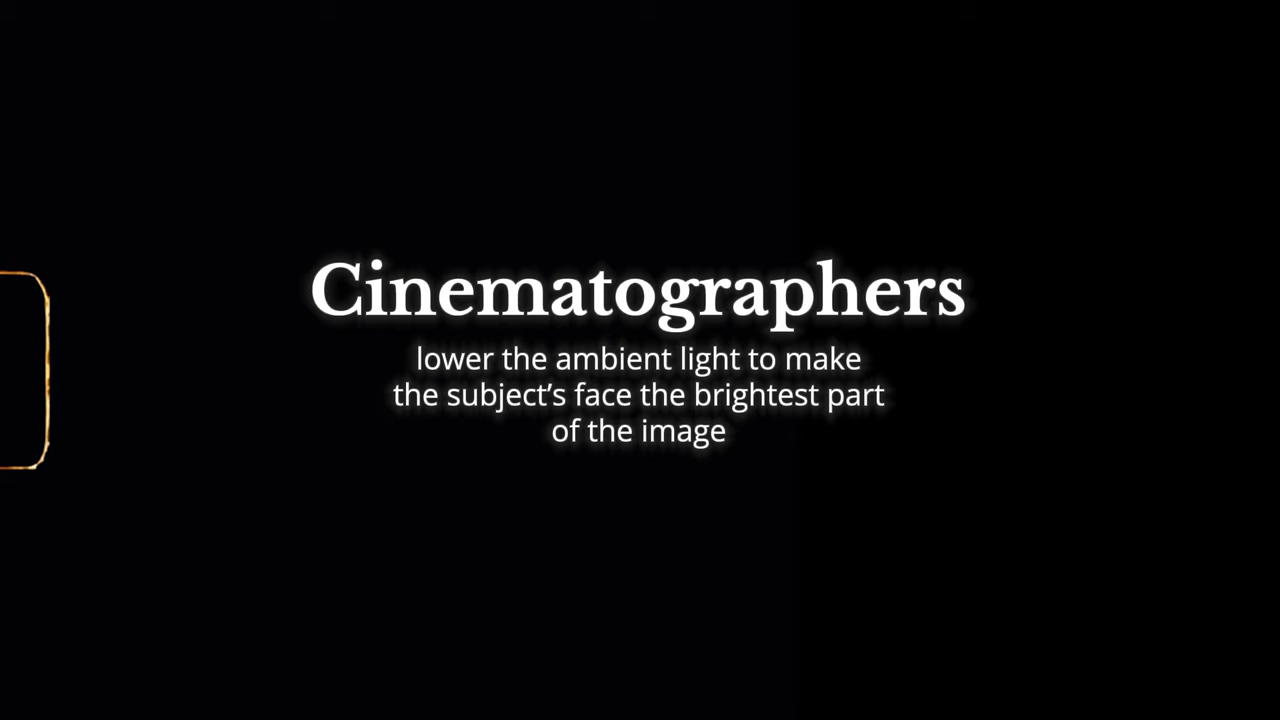 Cinematographers
lower the ambient light to make
the subject’s face the brightest part
of the image